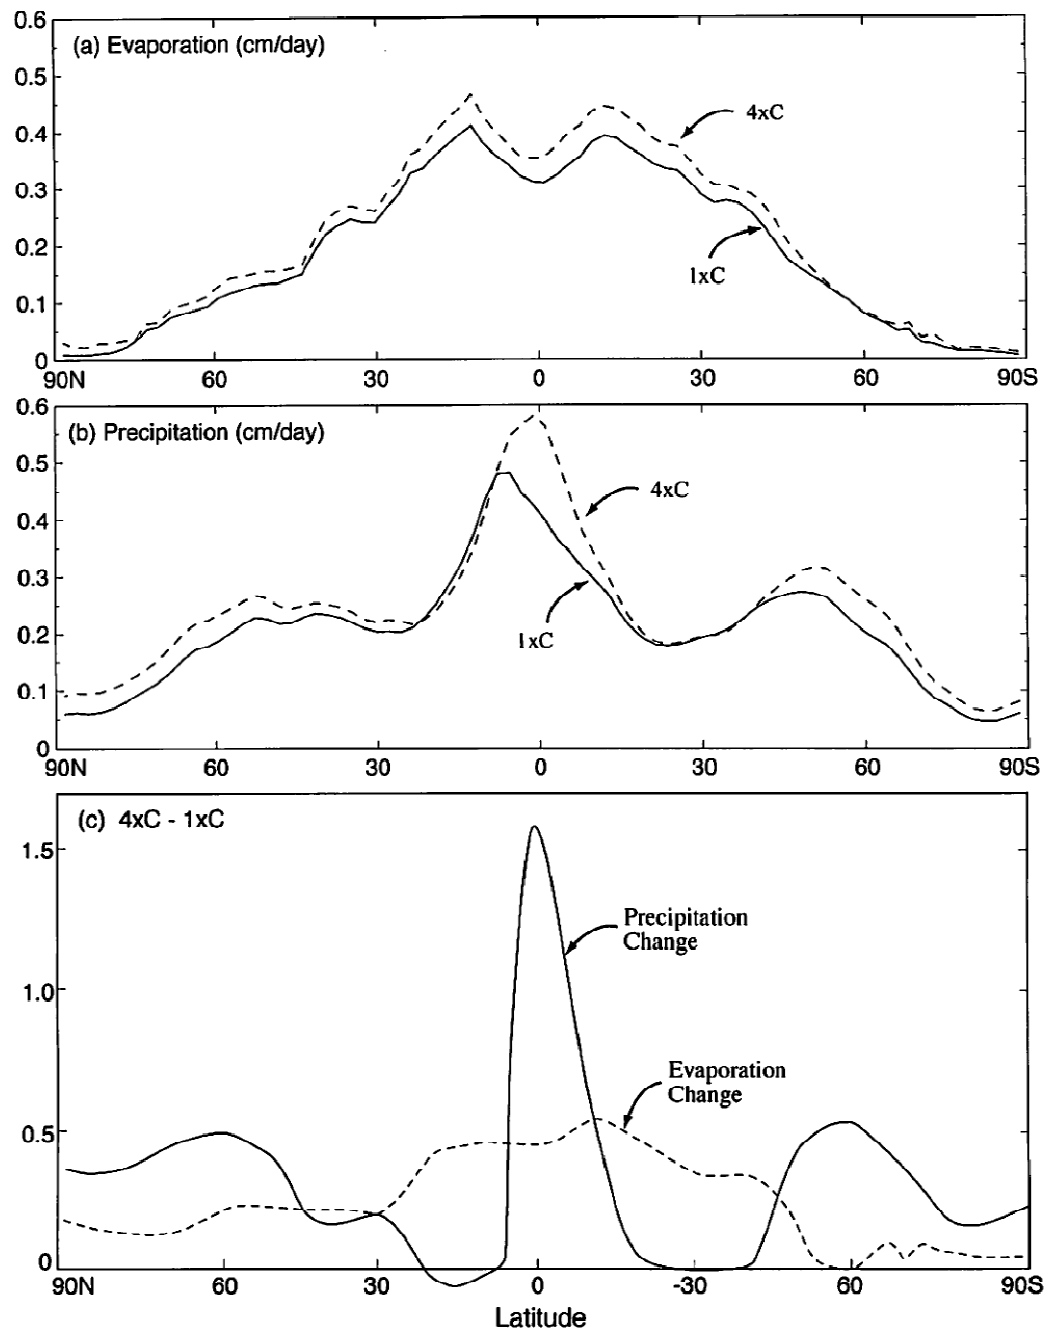 0.6
(a) Evaporation (cm/day)
0.5
4xC
0.4
0.3
1xC
0.2
0.1
0
90N 60 30 0 30 60 90S
0.6
(b) Precipitation (cm/day)
0.5
4xC
0.4
0.3
1xC
0.2
0.1
0
90N 60 30 0 30 60 90S
(c) 4xC - 1xC
1.5
Precipitation
Change
1.0
Evaporation
Change
0.5
0
90N 60 30 0 -30 60 90S
Latitude